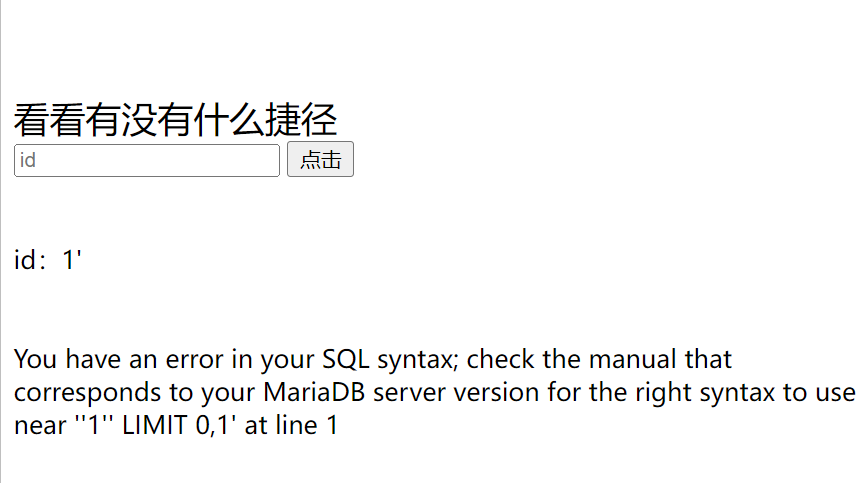 看看有没有什么捷径
id 点击
id：1'
You have an error in your SQL syntax; check the manual that
corresponds to your MariaDB server version for the right syntax to use
near ''1'' LIMIT 0,1' at line 1